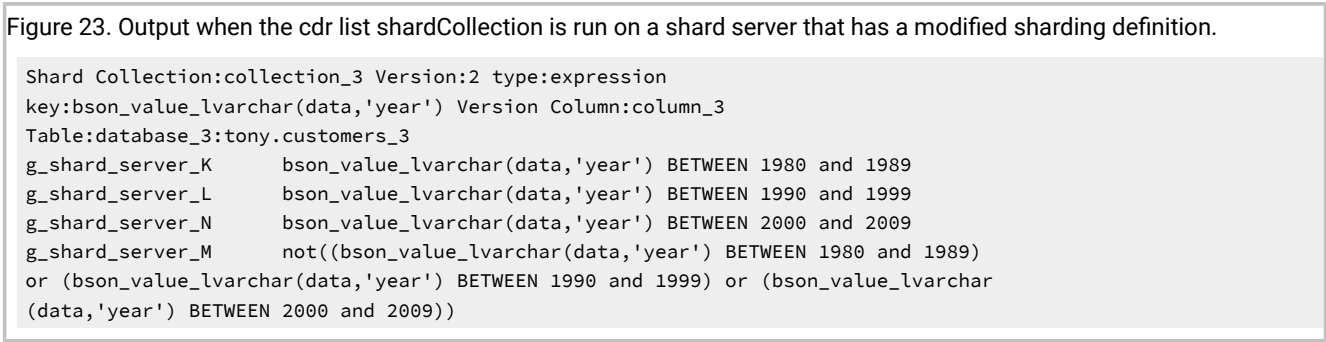 Figure 23. Output when the cdr list shardCollection is run on a shard server that has a modified sharding definition.
Shard Collection:collection_3 Version:2 type:expression
key:bson_value_lvarchar(data,'year') Version Column:column_3
Table:database_3:tony.customers_3
g_shard_server_K      bson_value_lvarchar(data,'year') BETWEEN 1980 and 1989
g_shard_server_L      bson_value_lvarchar(data,'year') BETWEEN 1990 and 1999
g_shard_server_N      bson_value_lvarchar(data,'year') BETWEEN 2000 and 2009
g_shard_server_M      not((bson_value_lvarchar(data,'year') BETWEEN 1980 and 1989)
or (bson_value_lvarchar(data,'year') BETWEEN 1990 and 1999) or (bson_value_lvarchar
(data,'year') BETWEEN 2000 and 2009))